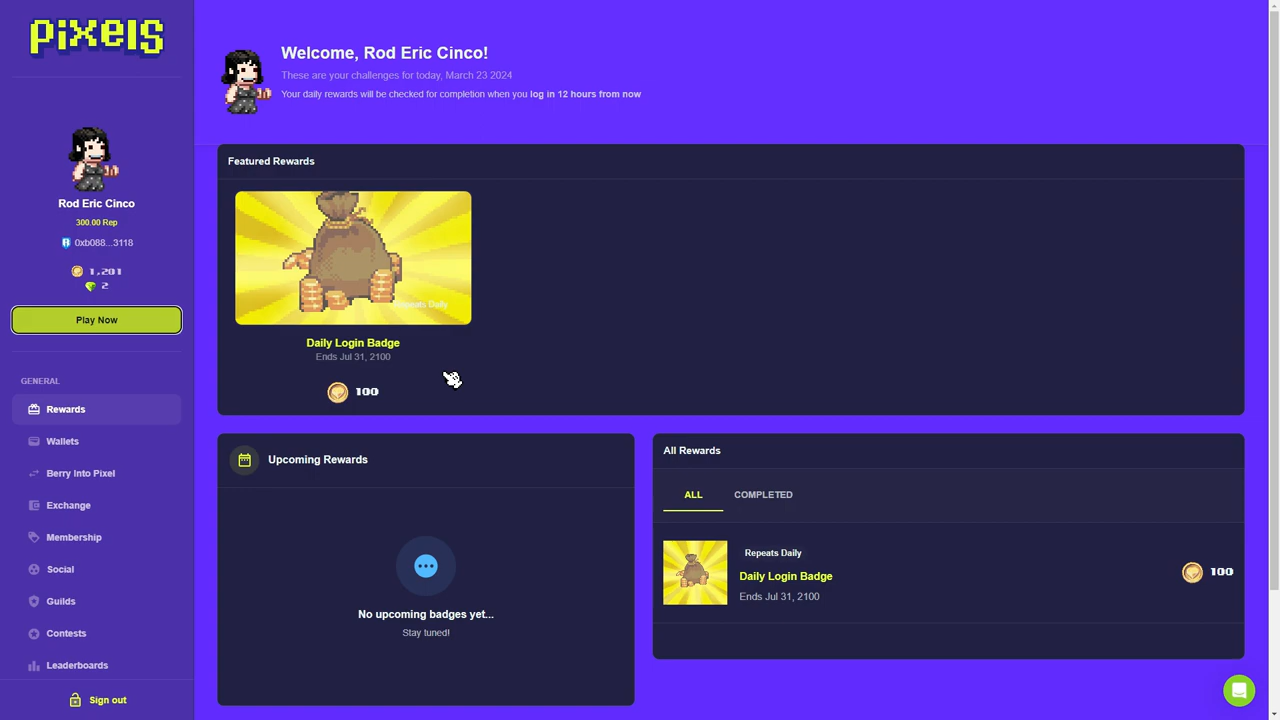 pixels
Rod Eric Cinco
300.00 Rep
0xb088...3118
1,201
2
Play Now
GENERAL
Rewards
Wallets
Berry Into Pixel
Exchange
Membership
Social
Guilds
Contests
Leaderboards
Sign out
Welcome, Rod Eric Cinco!
These are your challenges for today, March 23 2024
Your daily rewards will be checked for completion when you log in 12 hours from now
Featured Rewards
Repeats Daily
Daily Login Badge
Ends Jul 31, 2100
100
Upcoming Rewards
No upcoming badges yet...
Stay tuned!
All Rewards
ALL COMPLETED
Repeats Daily
Daily Login Badge
Ends Jul 31, 2100
100